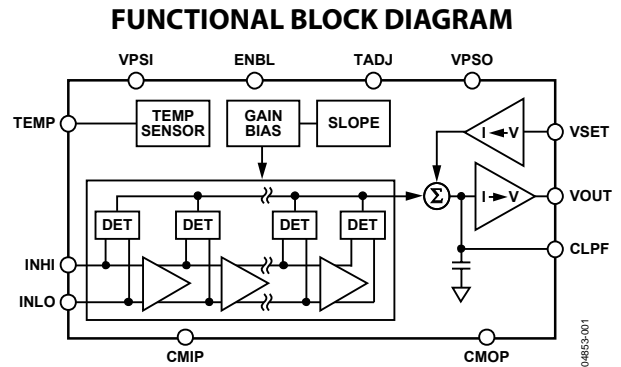 FUNCTIONAL BLOCK DIAGRAM
VPSI ENBL TADJ VPSO
TEMP
TEMP
SENSOR
GAIN
BIAS
SLOPE
I V
VSET
Σ
I V
VOUT
DET DET DET DET
CLPF
INHI
INLO
CMIP CMOP
04853-001